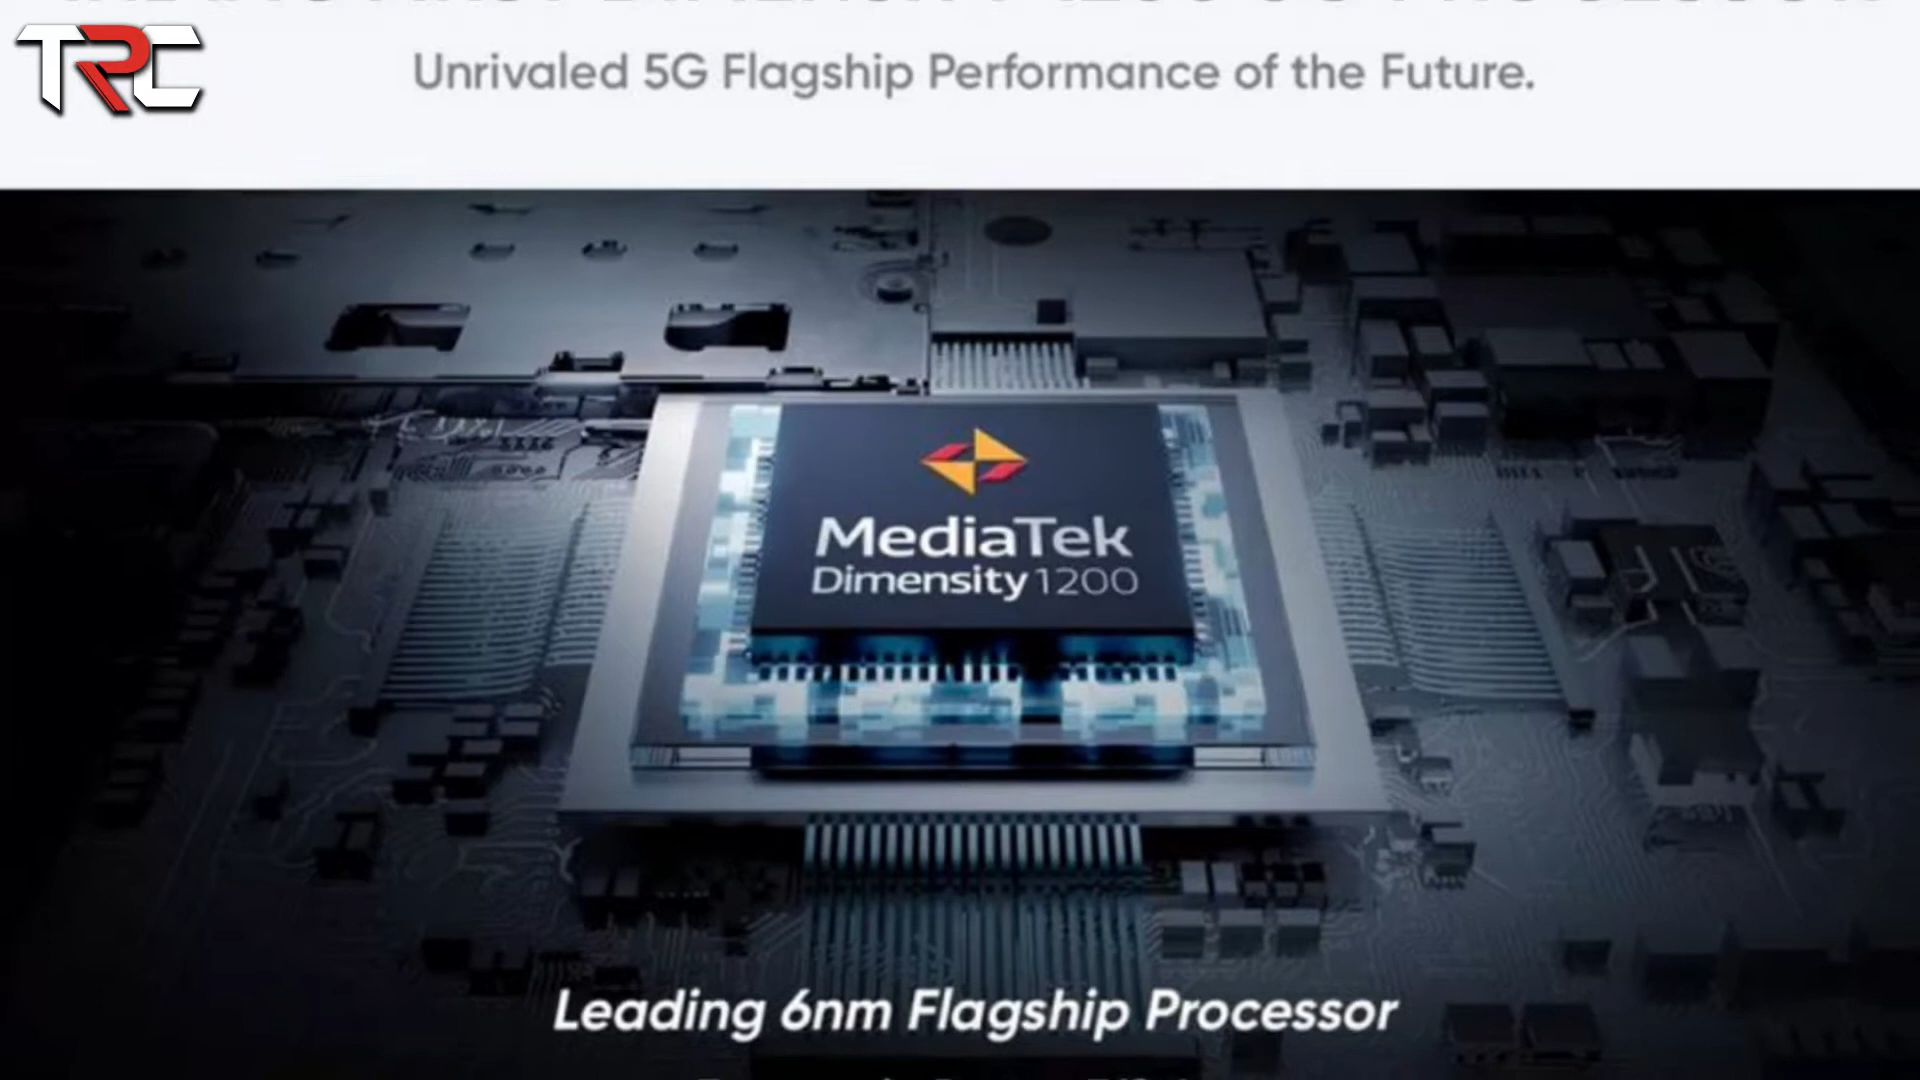 TRC
Unrivaled 5G Flagship Performance of the Future.
MediaTek
Dimensity 1200
Leading 6nm Flagship Processor